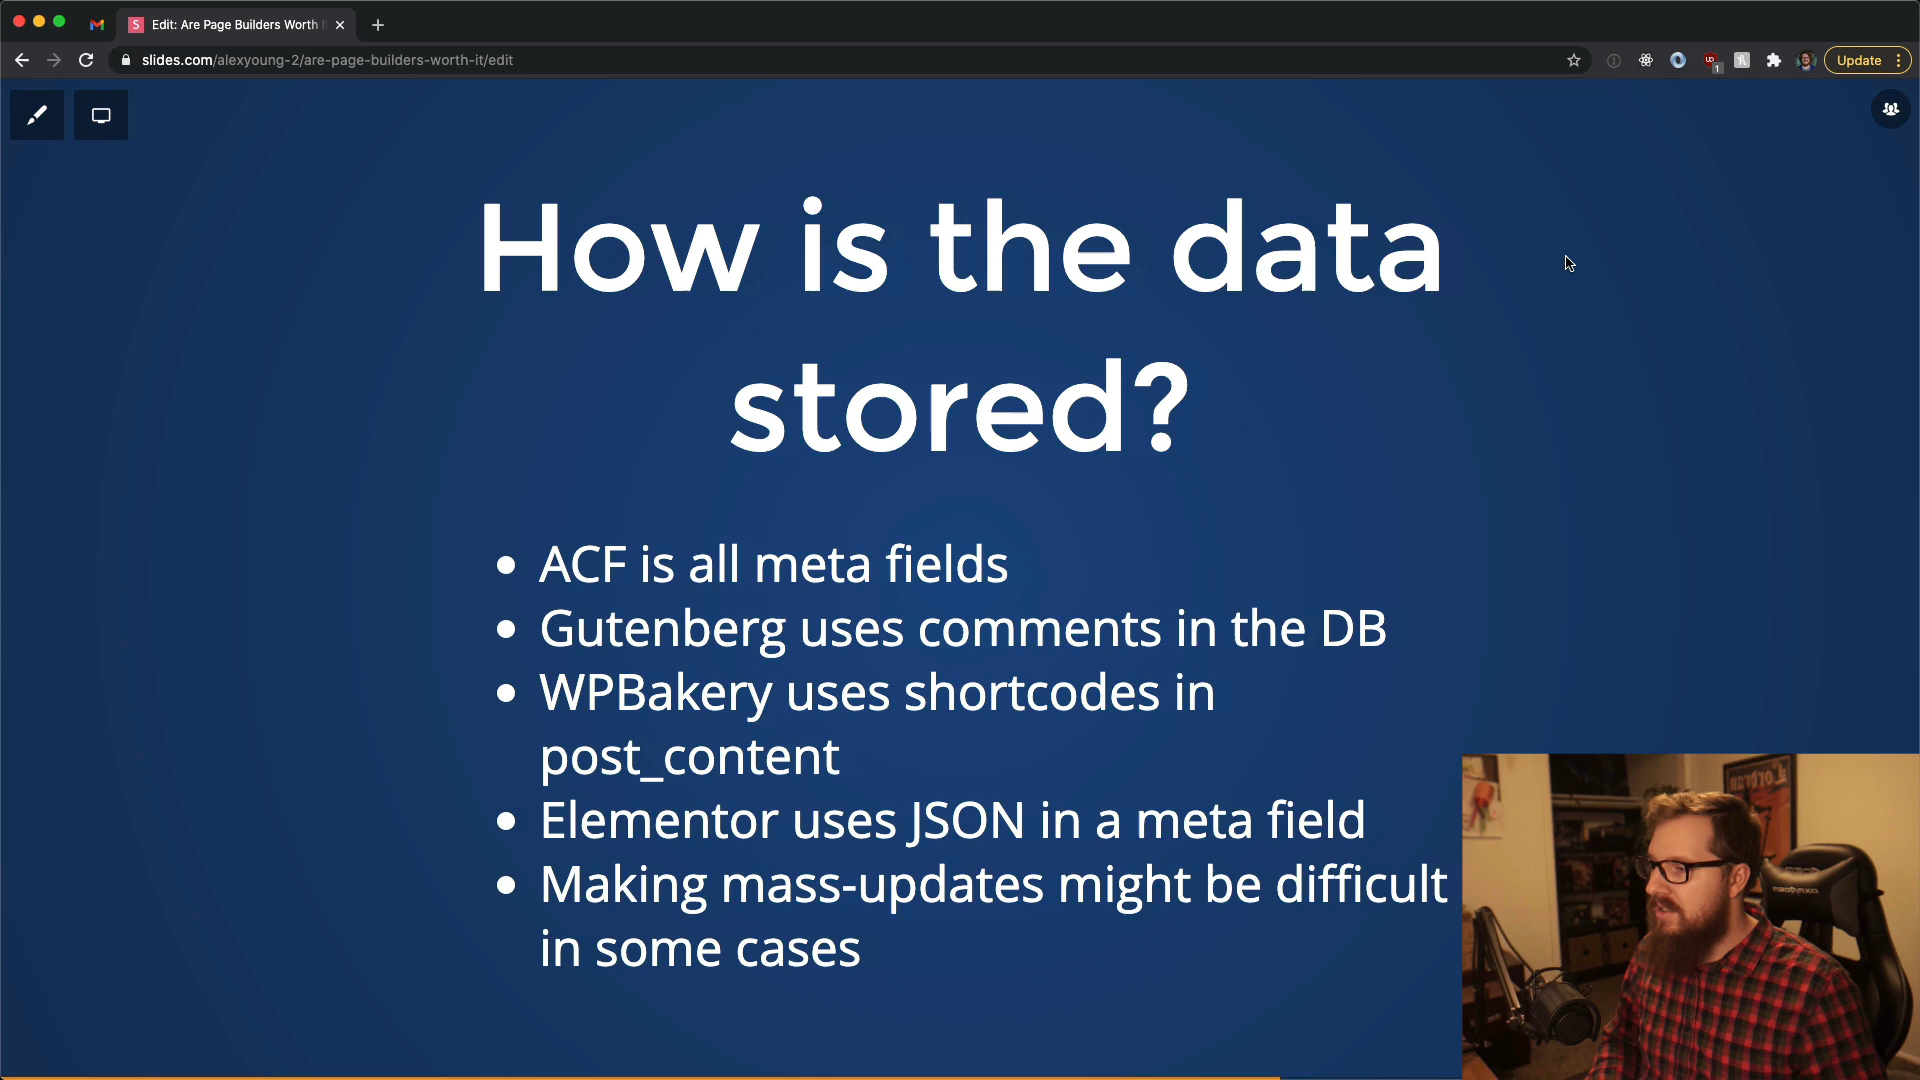 Edit: Are Page Builders Worth
slides.com/alexyoung-2/are-page-builders-worth-it/edit
1
Update
How is the data
stored?
ACF is all meta fields
Gutenberg uses comments in the DB
WPBakery uses shortcodes in
post_content
Elementor uses JSON in a meta field
Making mass-updates might be difficult
in some cases